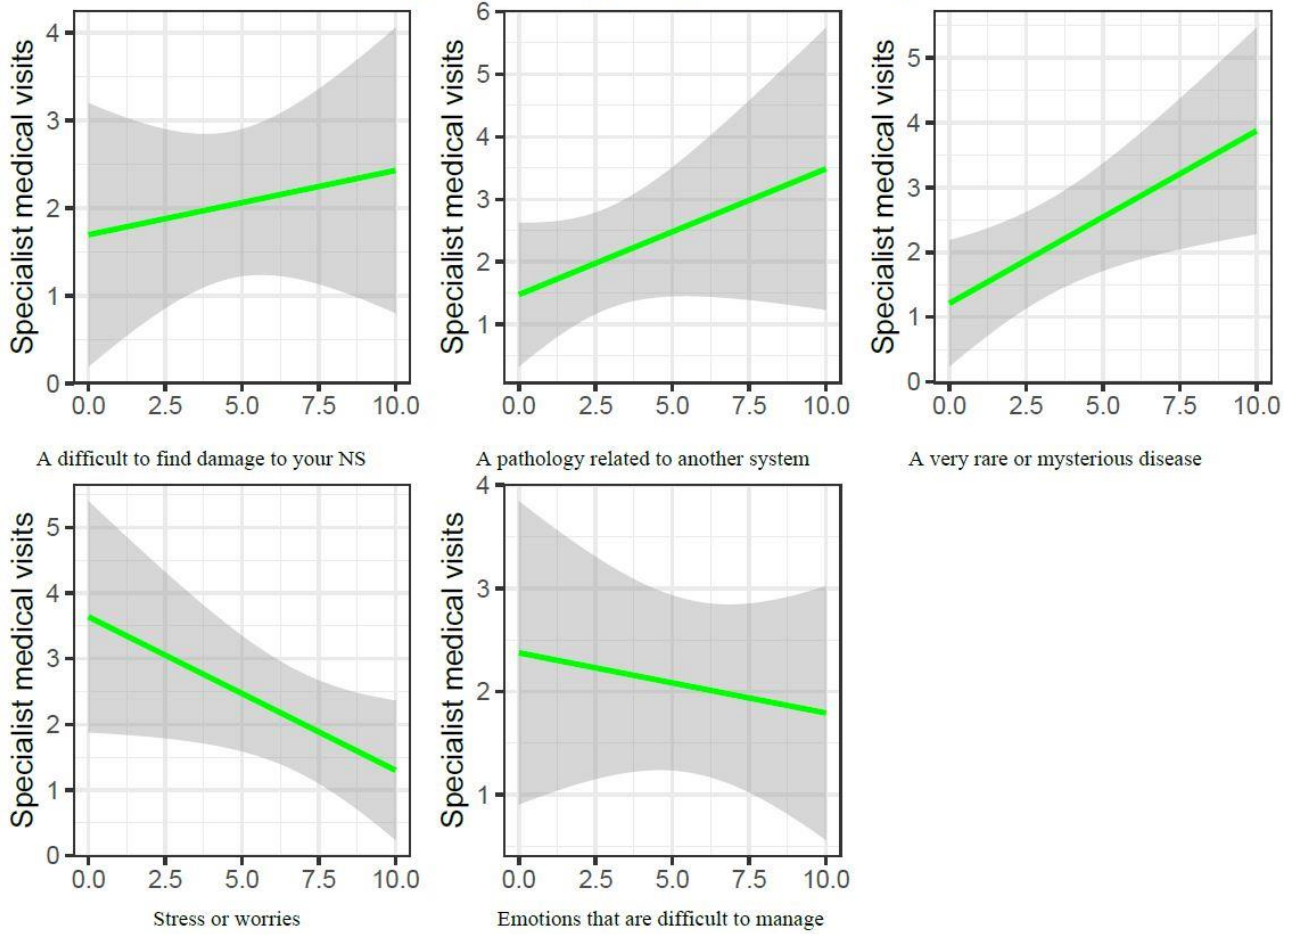 Specialist medical visits
4
3
2
1
0
0.0 2.5 5.0 7.5 10.0
A difficult to find damage to your NS
Specialist medical visits
6
5
4
3
2
1
0.0 2.5 5.0 7.5 10.0
A pathology related to another system
Specialist medical visits
5
4
3
2
1
0
0.0 2.5 5.0 7.5 10.0
A very rare or mysterious disease
Specialist medical visits
5
4
3
2
1
0
0.0 2.5 5.0 7.5 10.0
Stress or worries
Specialist medical visits
4
3
2
1
0.0 2.5 5.0 7.5 10.0
Emotions that are difficult to manage